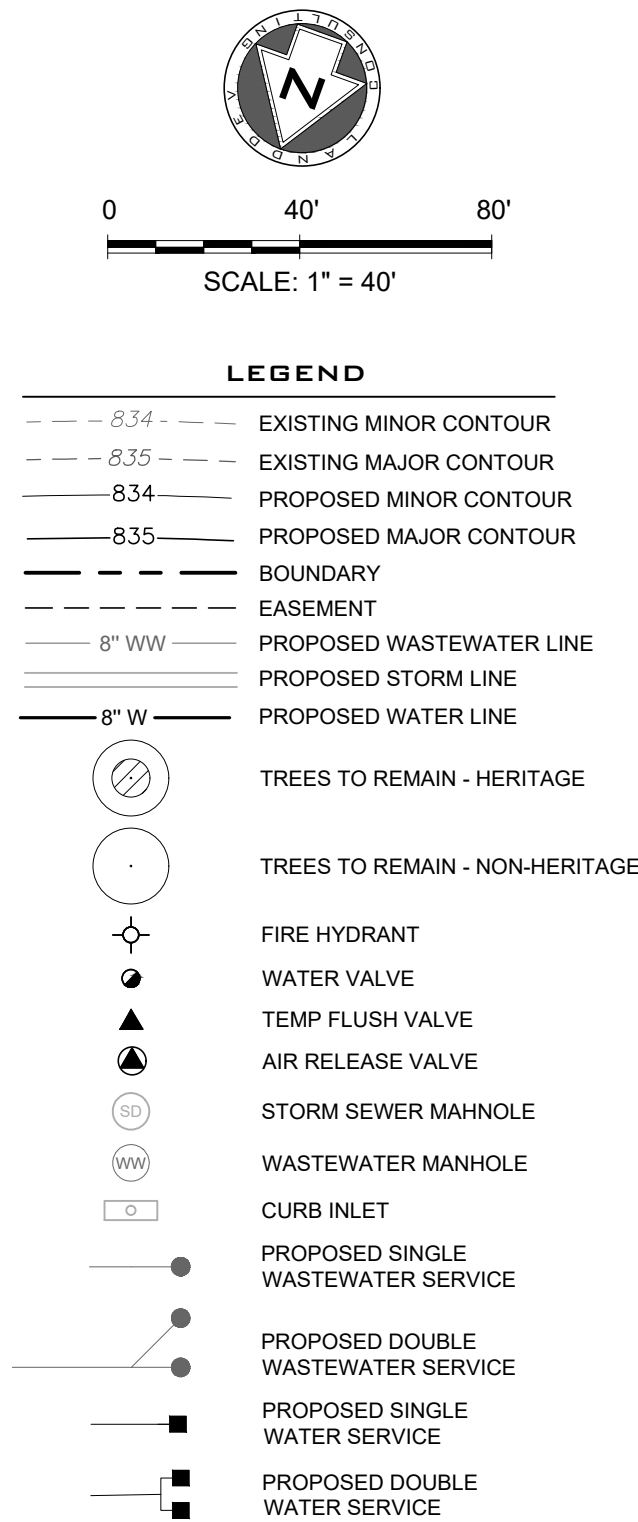 LANDDEV CONSULTING
N
0 40' 80'
SCALE: 1" = 40'
LEGEND
834 EXISTING MINOR CONTOUR
835 EXISTING MAJOR CONTOUR
834 PROPOSED MINOR CONTOUR
835 PROPOSED MAJOR CONTOUR
BOUNDARY
EASEMENT
8" WW PROPOSED WASTEWATER LINE
PROPOSED STORM LINE
8" W PROPOSED WATER LINE
TREES TO REMAIN - HERITAGE
TREES TO REMAIN - NON-HERITAGE
FIRE HYDRANT
WATER VALVE
TEMP FLUSH VALVE
AIR RELEASE VALVE
SD STORM SEWER MAHNOLE
WW WASTEWATER MANHOLE
CURB INLET
PROPOSED SINGLE
WASTEWATER SERVICE
PROPOSED DOUBLE
WASTEWATER SERVICE
PROPOSED SINGLE
WATER SERVICE
PROPOSED DOUBLE
WATER SERVICE